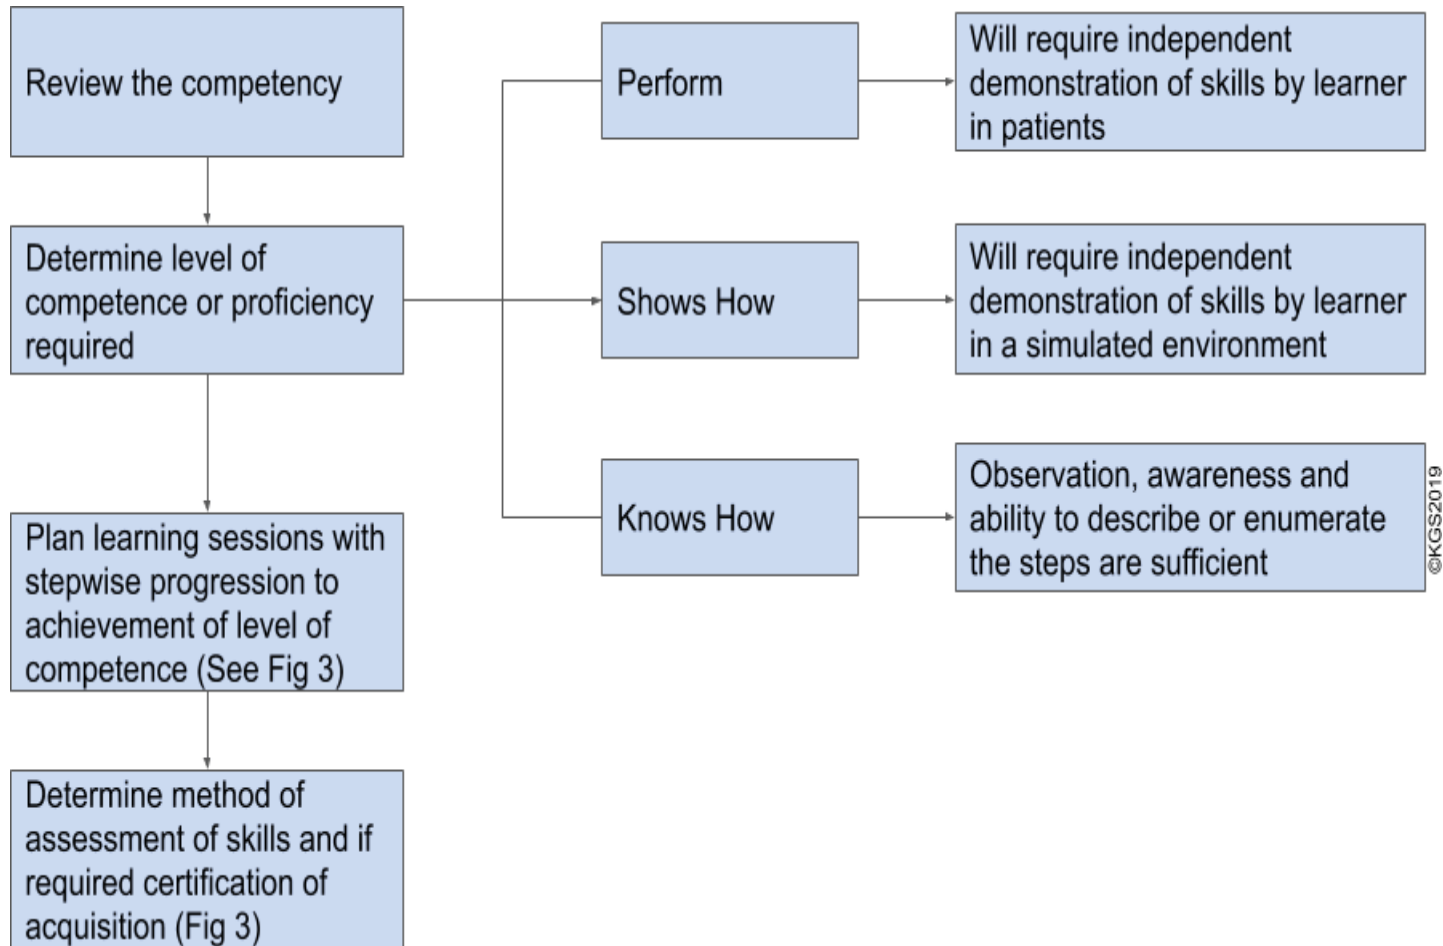 Review the competency
Determine level of
competence or proficiency
required
Plan learning sessions with
stepwise progression to
achievement of level of
competence (See Fig 3)
Determine method of
assessment of skills and if
required certification of
acquisition (Fig 3)
Perform
Will require independent
demonstration of skills by learner
in patients
Shows How
Will require independent
demonstration of skills by learner
in a simulated environment
Knows How
Observation, awareness and
ability to describe or enumerate
the steps are sufficient
©KGS2019